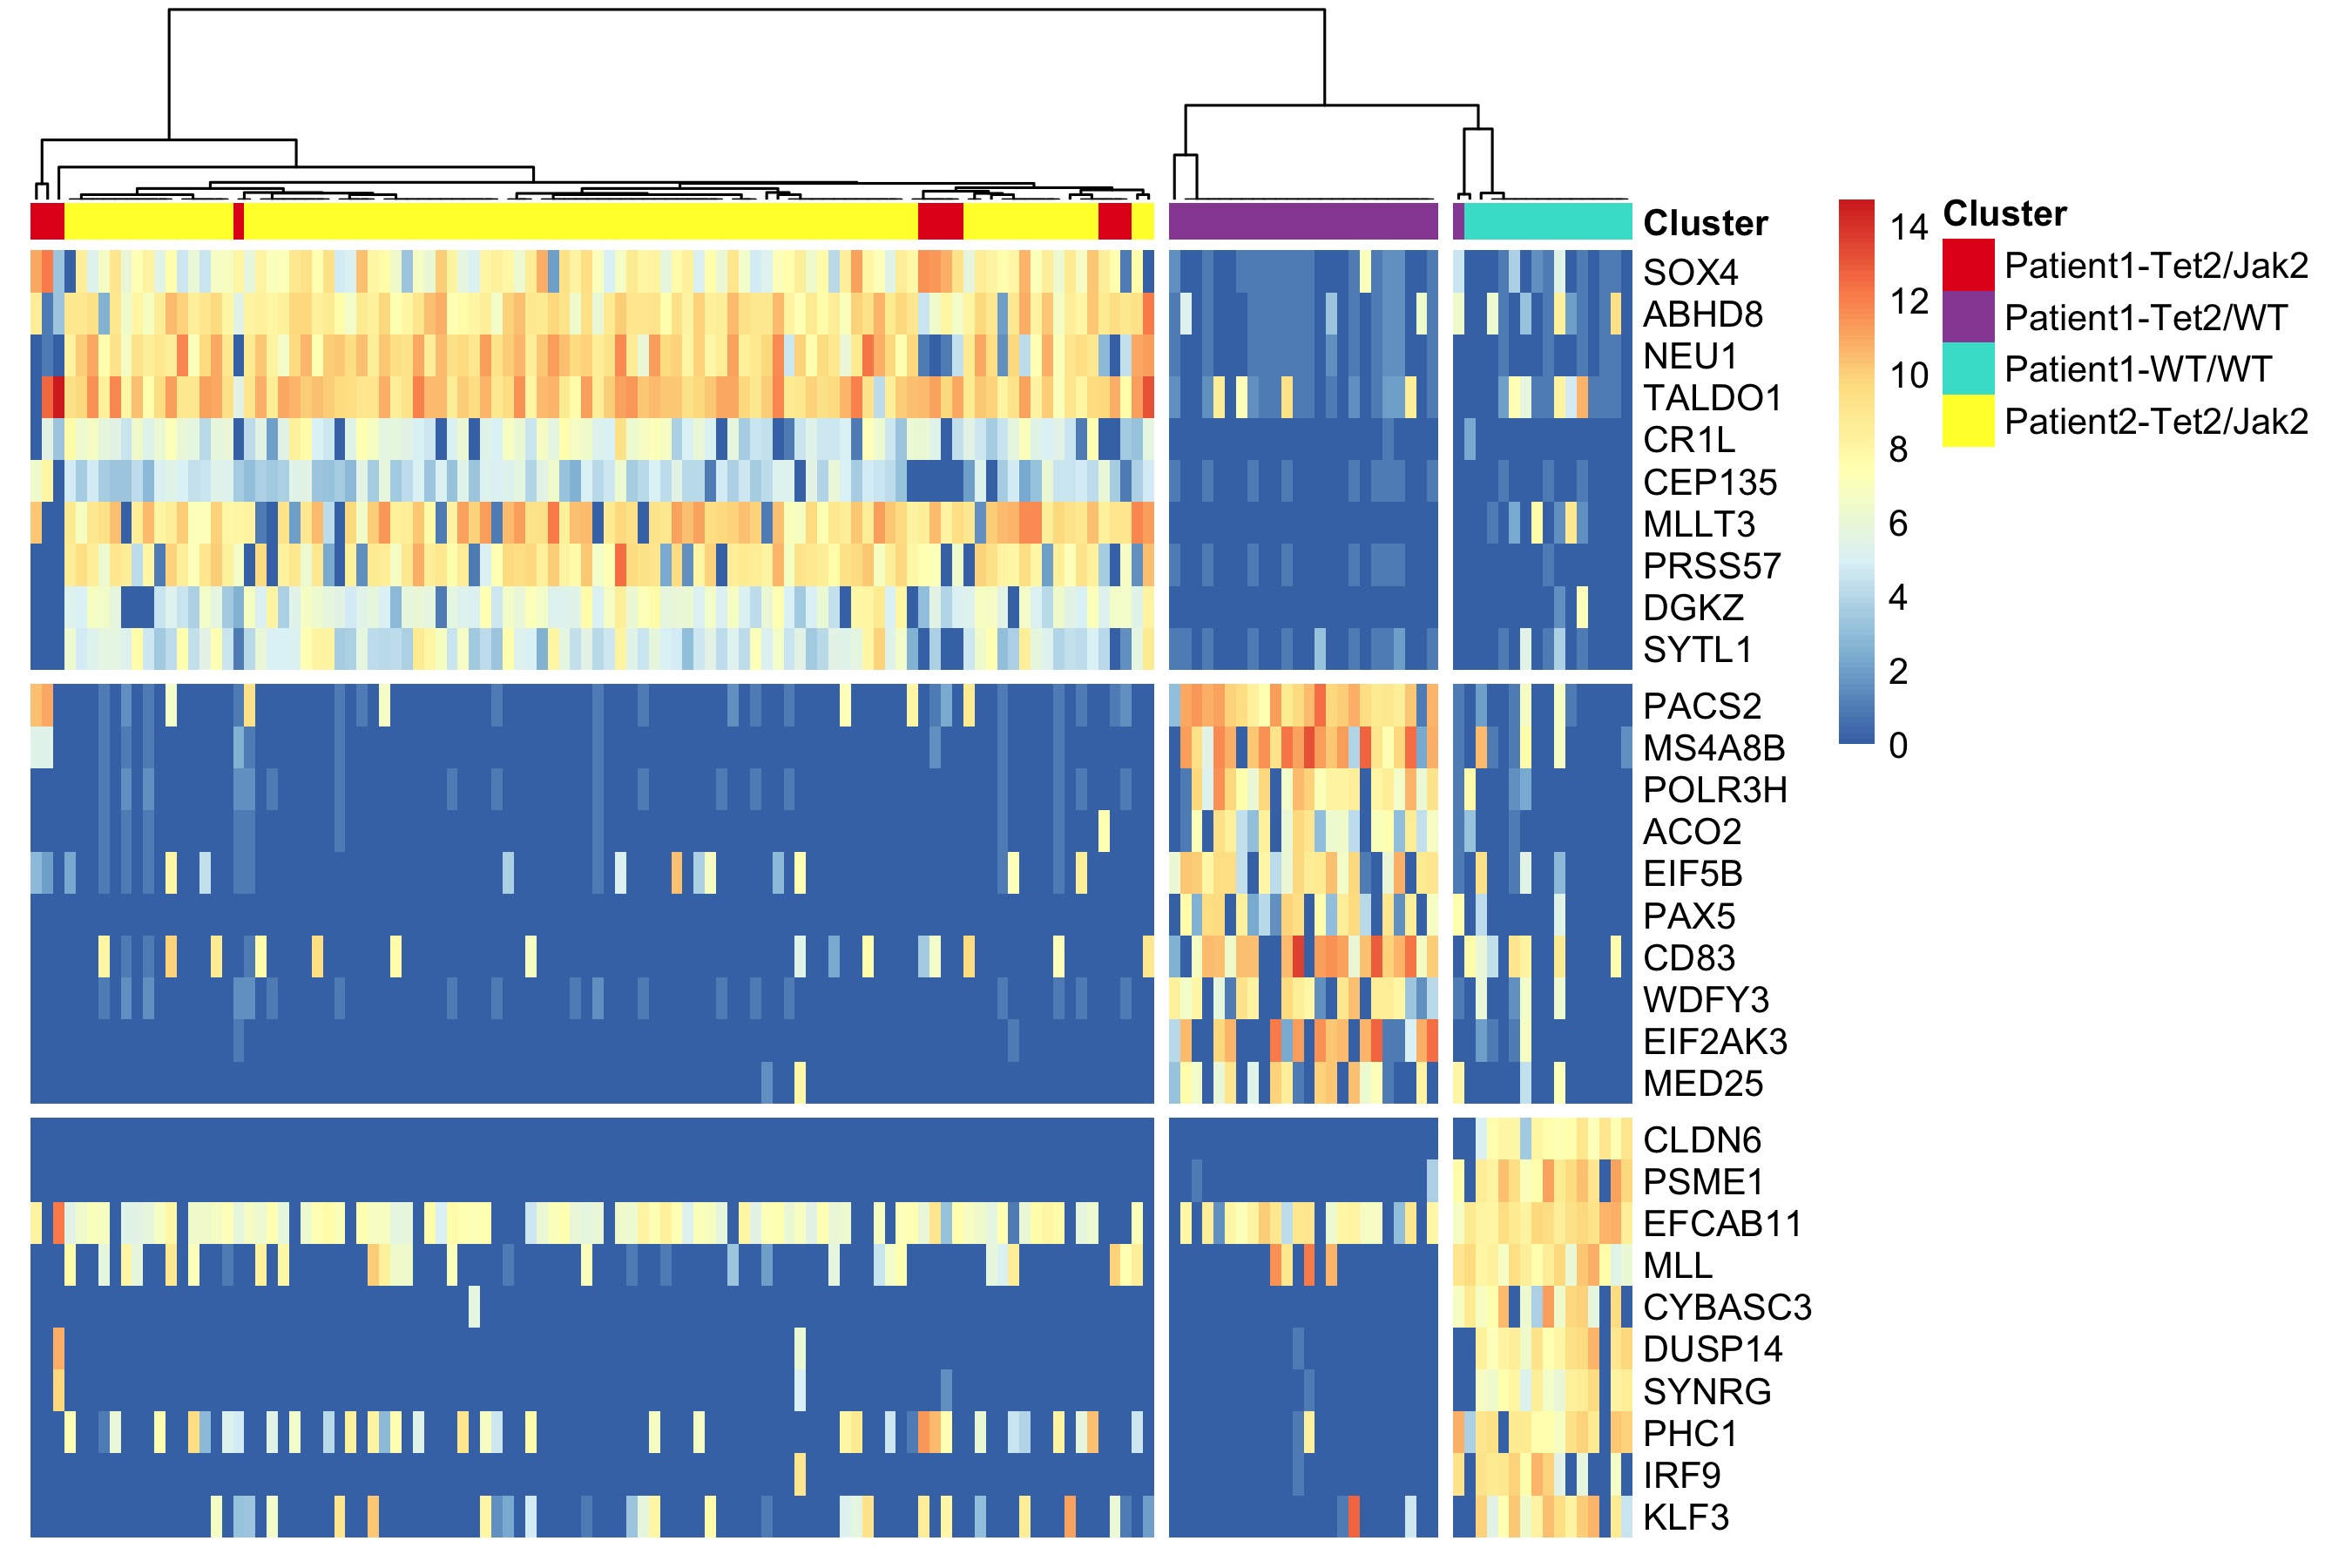 Cluster
SOX4
ABHD8
NEU1
TALDO1
CR1L
CEP135
MLLT3
PRSS57
DGKZ
SYTL1
PACS2
MS4A8B
POLR3H
ACO2
EIF5B
PAX5
CD83
WDFY3
EIF2AK3
MED25
CLDN6
PSME1
EFCAB11
MLL
CYBASC3
DUSP14
SYNRG
PHC1
IRF9
KLF3
14
12
10
8
6
4
2
0
Cluster
Patient1-Tet2/Jak2
Patient1-Tet2/WT
Patient1-WT/WT
Patient2-Tet2/Jak2